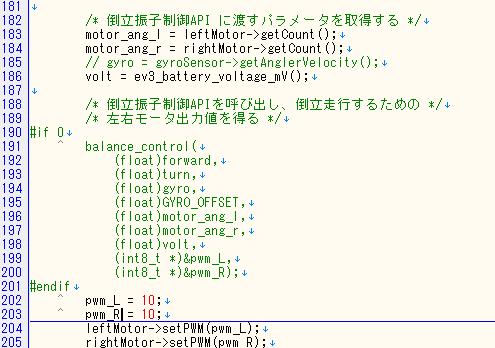 181
182 /* 倒立振子制御API に渡すパラメータを取得する */↓
183 motor_ang_l = leftMotor->getCount();↓
184 motor_ang_r = rightMotor->getCount();↓
185 // gyro = gyroSensor->getAnglerVelocity();↓
186 volt = ev3_battery_voltage_mV();↓
187 ↓
188 /* 倒立振子制御APIを呼び出し、倒立走行するための */↓
189 /* 左右モータ出力値を得る */↓
190 #if 0↓
191 ^ balance_control(↓
192 (float)forward,↓
193 (float)turn,↓
194 (float)gyro,↓
195 (float)GYRO_OFFSET,↓
196 (float)motor_ang_l,↓
197 (float)motor_ang_r,↓
198 (float)volt,↓
199 (int8_t *)&pwm_L,↓
200 (int8_t *)&pwm_R);↓
201 #endif↓
202 ^ pwm_L = 10;↓
203 ^ pwm_R = 10;↓
204 leftMotor->setPWM(pwm_L);↓
205 rightMotor->setPWM(pwm_R);↓